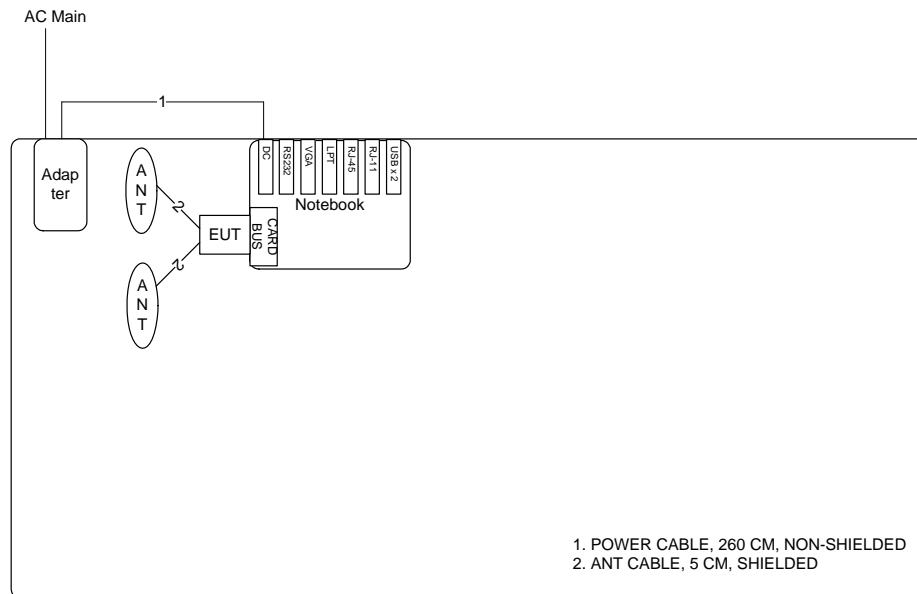 AC Main
1
Adap
ter
A
N
T
2
EUT
2
A
N
T
DC
RS232
VGA
LPT
RJ-45
RJ-11
USB x 2
Notebook
CARD
BUS
1. POWER CABLE, 260 CM, NON-SHIELDED
2. ANT CABLE, 5 CM, SHIELDED